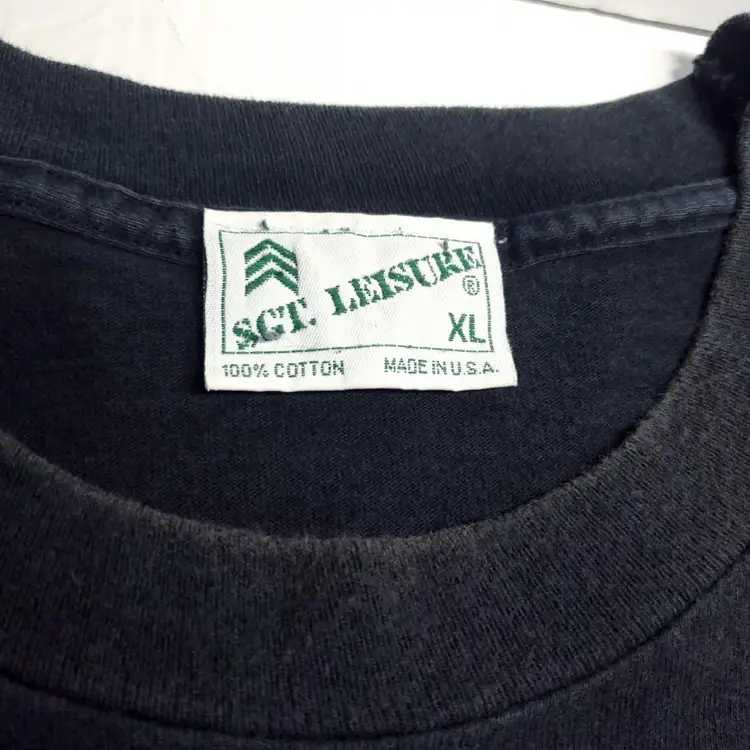 SGT. LEISURE
®
XL
100% COTTON MADE IN U.S.A.